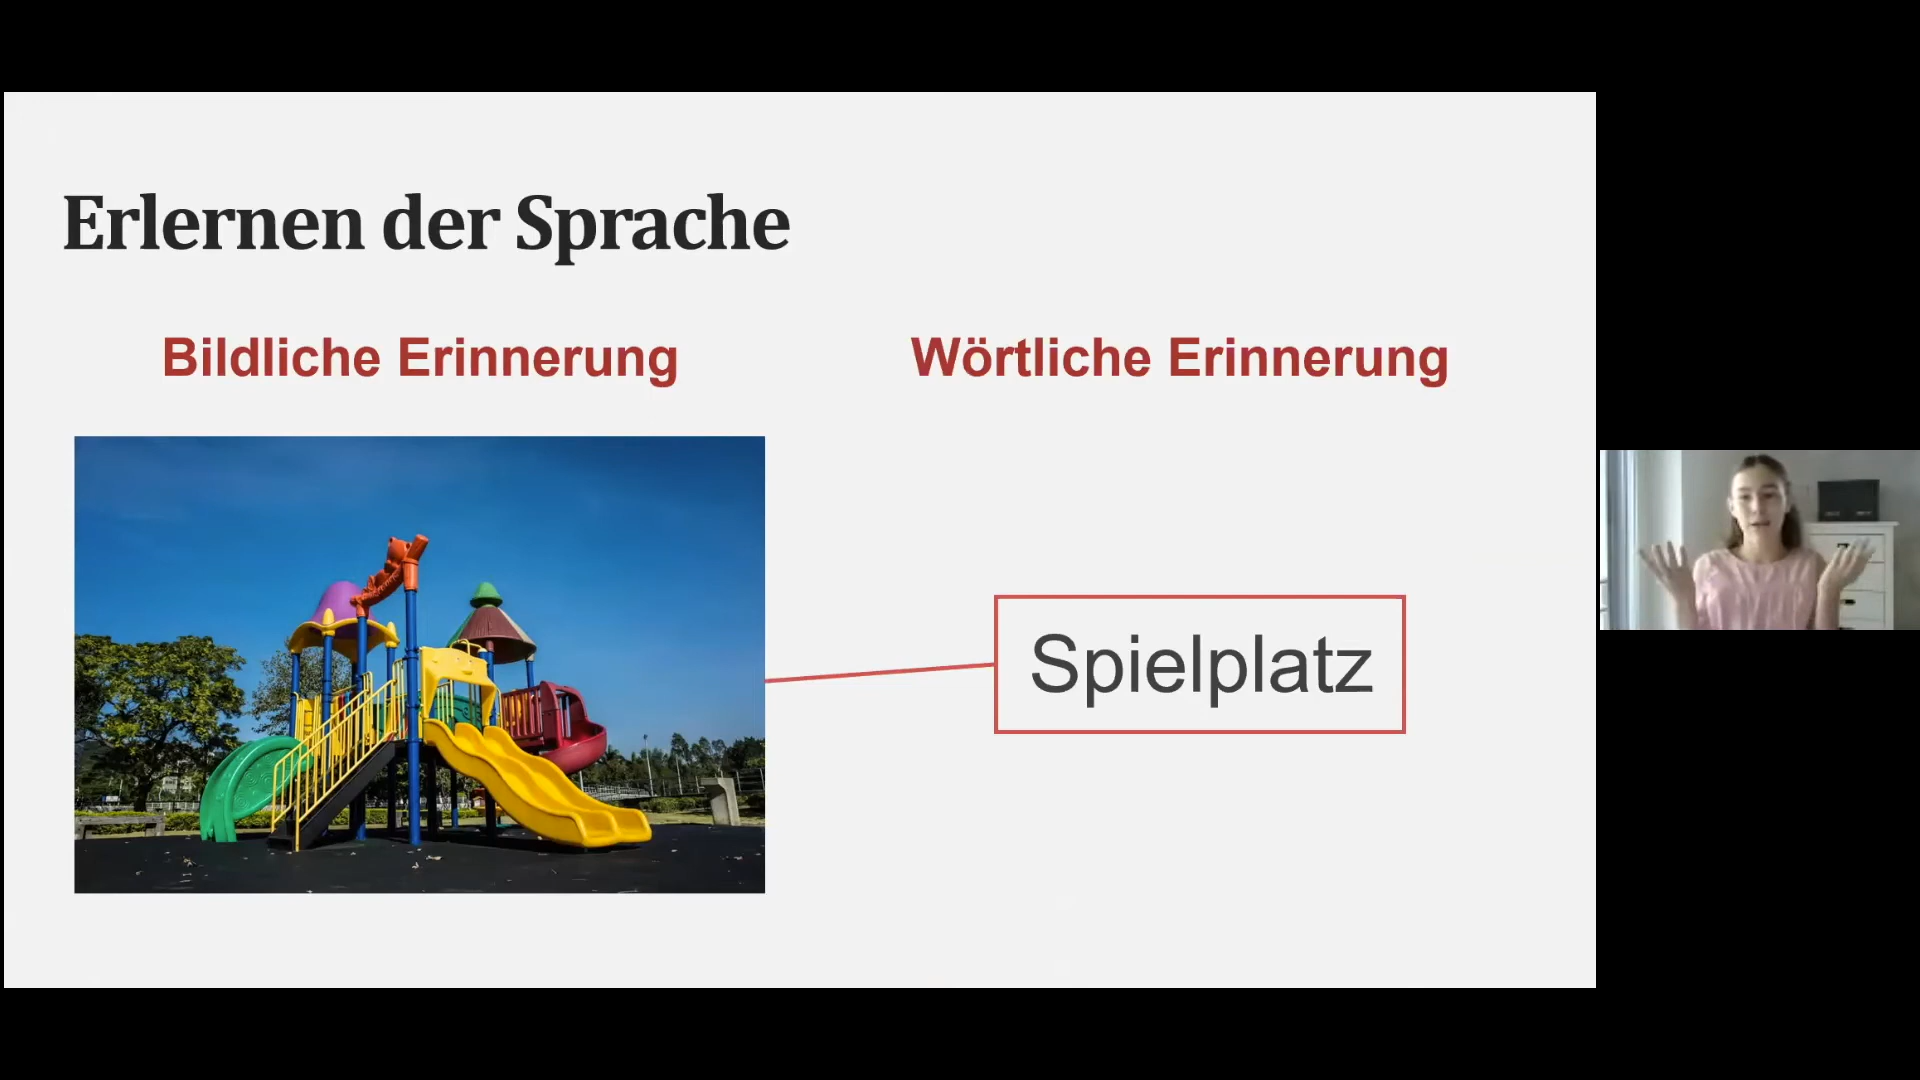 Erlernen der Sprache
Bildliche Erinnerung
Wörtliche Erinnerung
Spielplatz